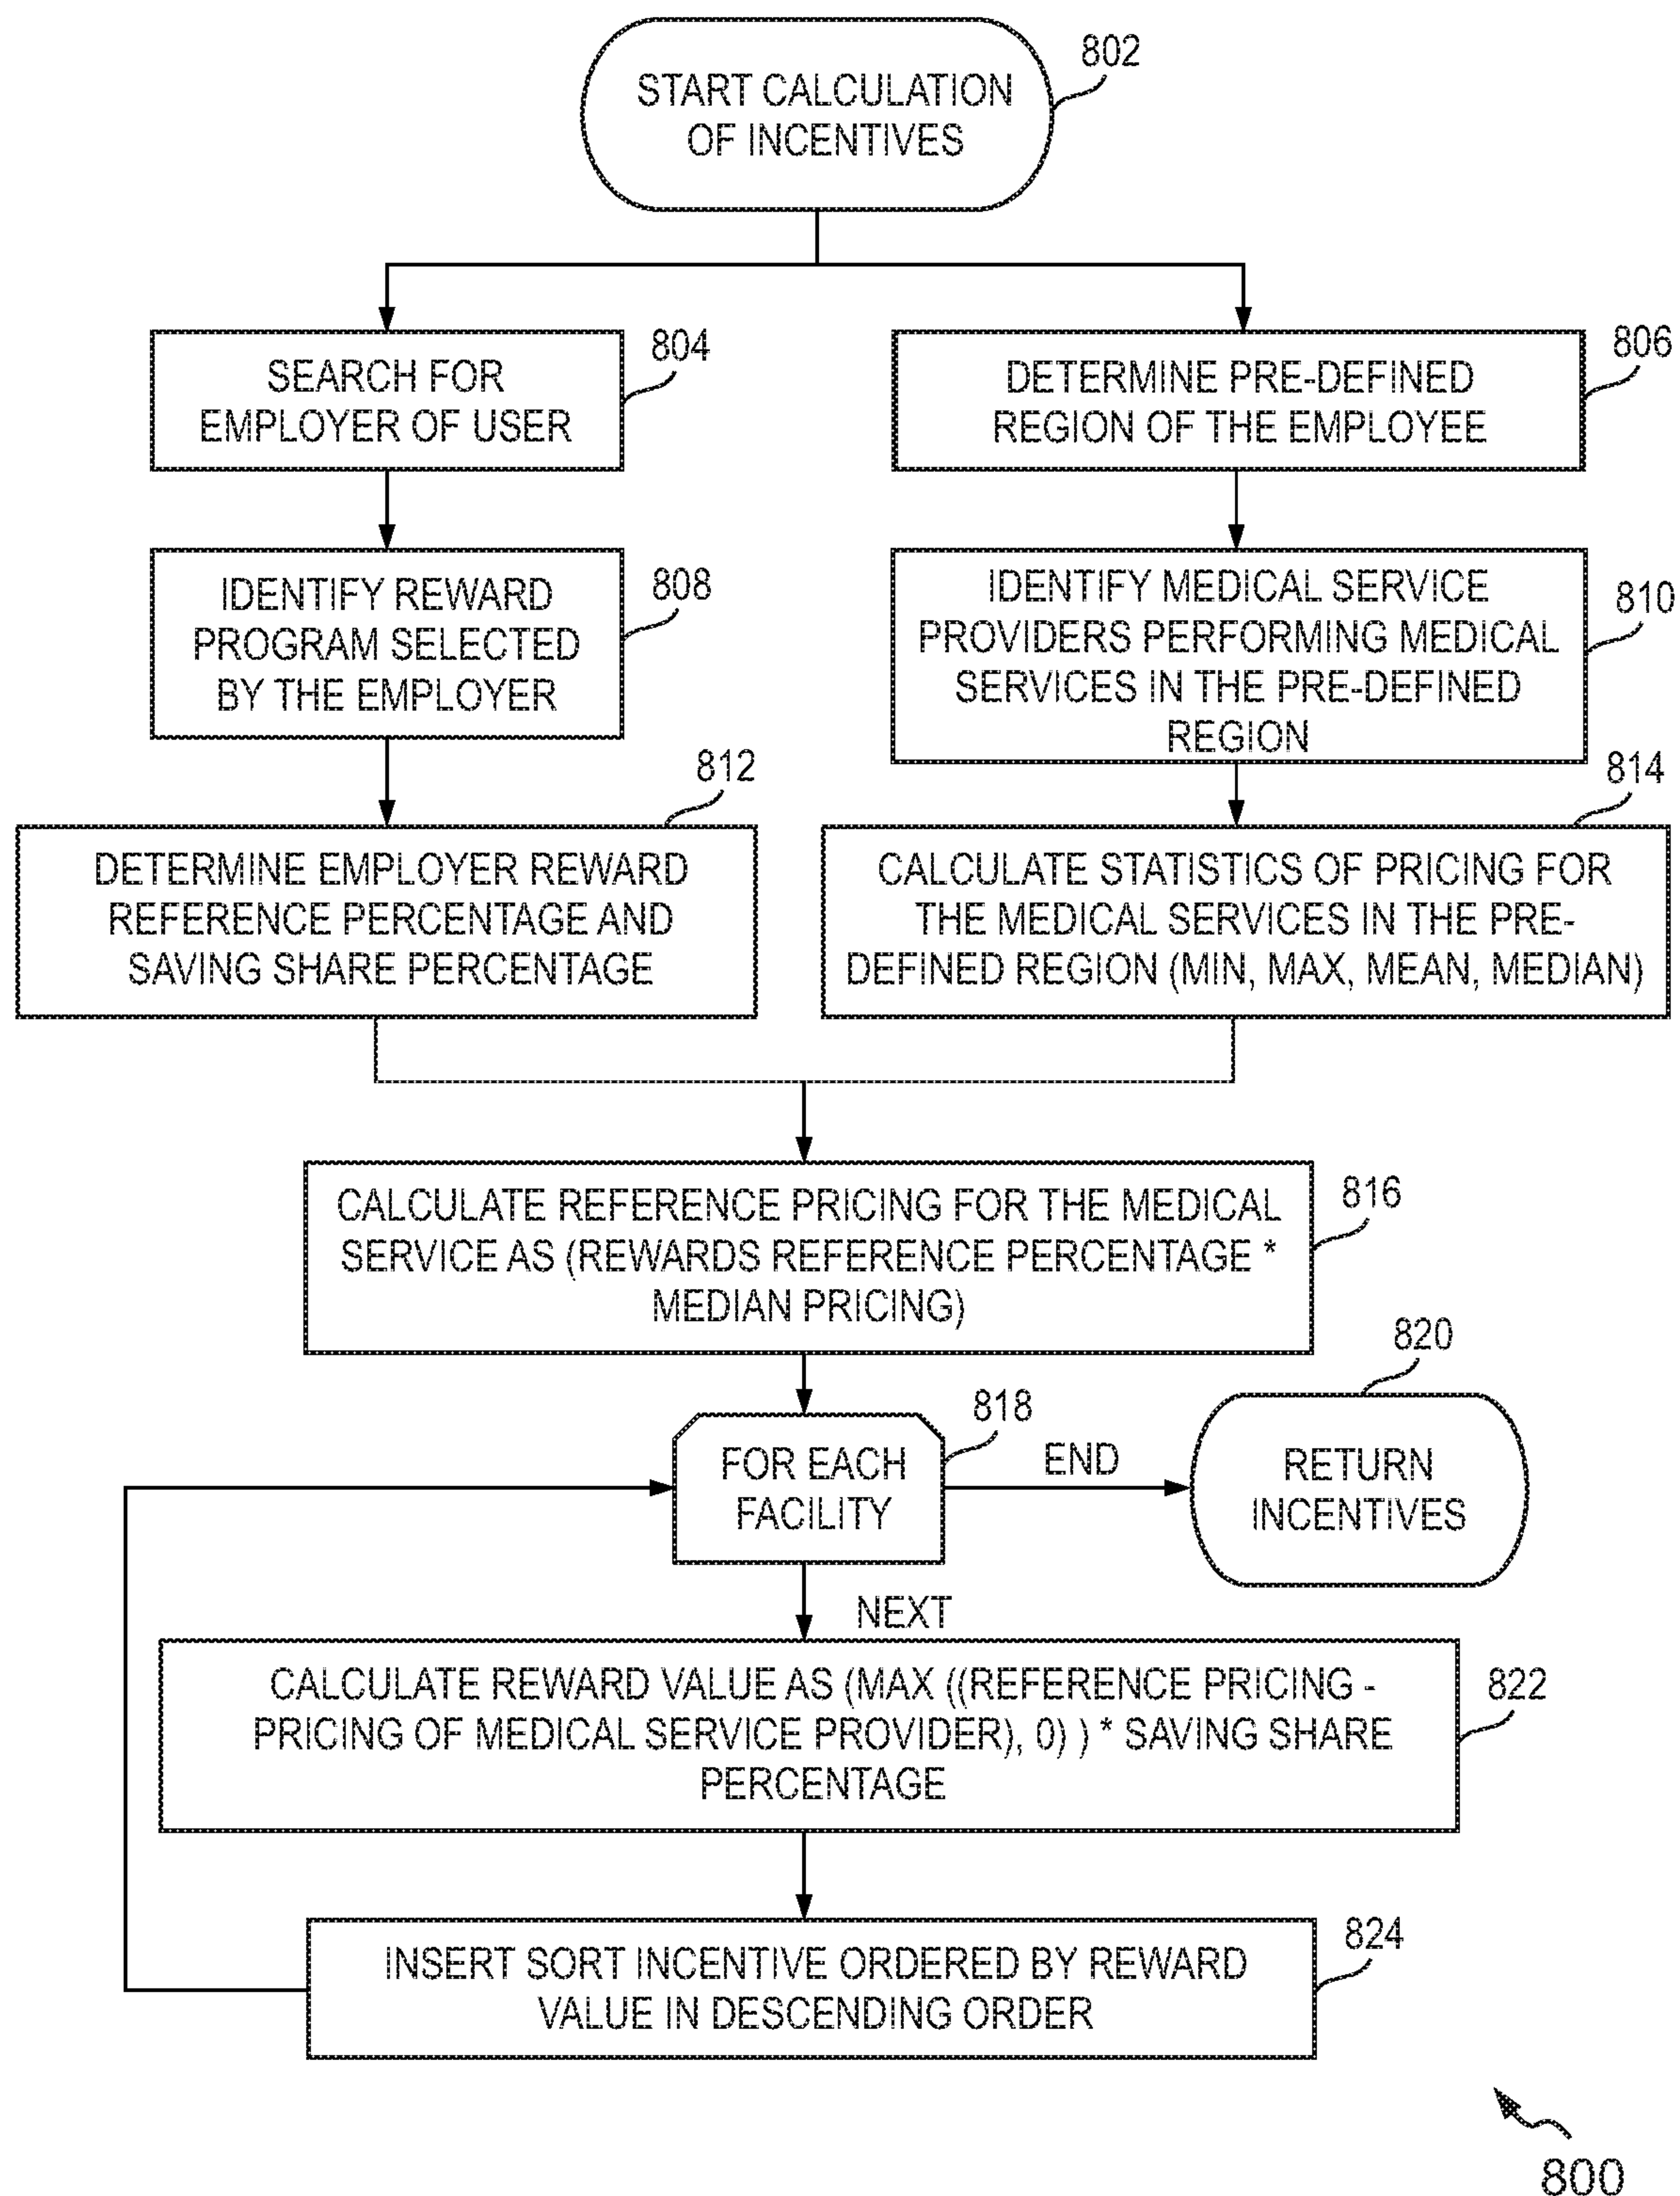 802
START CALCULATION
OF INCENTIVES
804
SEARCH FOR
EMPLOYER OF USER
806
DETERMINE PRE-DEFINED
REGION OF THE EMPLOYEE
808
IDENTIFY REWARD
PROGRAM SELECTED
BY THE EMPLOYER
810
IDENTIFY MEDICAL SERVICE
PROVIDERS PERFORMING MEDICAL
SERVICES IN THE PRE-DEFINED
REGION
812
DETERMINE EMPLOYER REWARD
REFERENCE PERCENTAGE AND
SAVING SHARE PERCENTAGE
814
CALCULATE STATISTICS OF PRICING FOR
THE MEDICAL SERVICES IN THE PRE-
DEFINED REGION (MIN, MAX, MEAN, MEDIAN)
816
CALCULATE REFERENCE PRICING FOR THE MEDICAL
SERVICE AS (REWARDS REFERENCE PERCENTAGE *
MEDIAN PRICING)
818
FOR EACH
FACILITY
END
820
RETURN
INCENTIVES
NEXT
822
CALCULATE REWARD VALUE AS (MAX ((REFERENCE PRICING -
PRICING OF MEDICAL SERVICE PROVIDER), 0) ) * SAVING SHARE
PERCENTAGE
824
INSERT SORT INCENTIVE ORDERED BY REWARD
VALUE IN DESCENDING ORDER
800